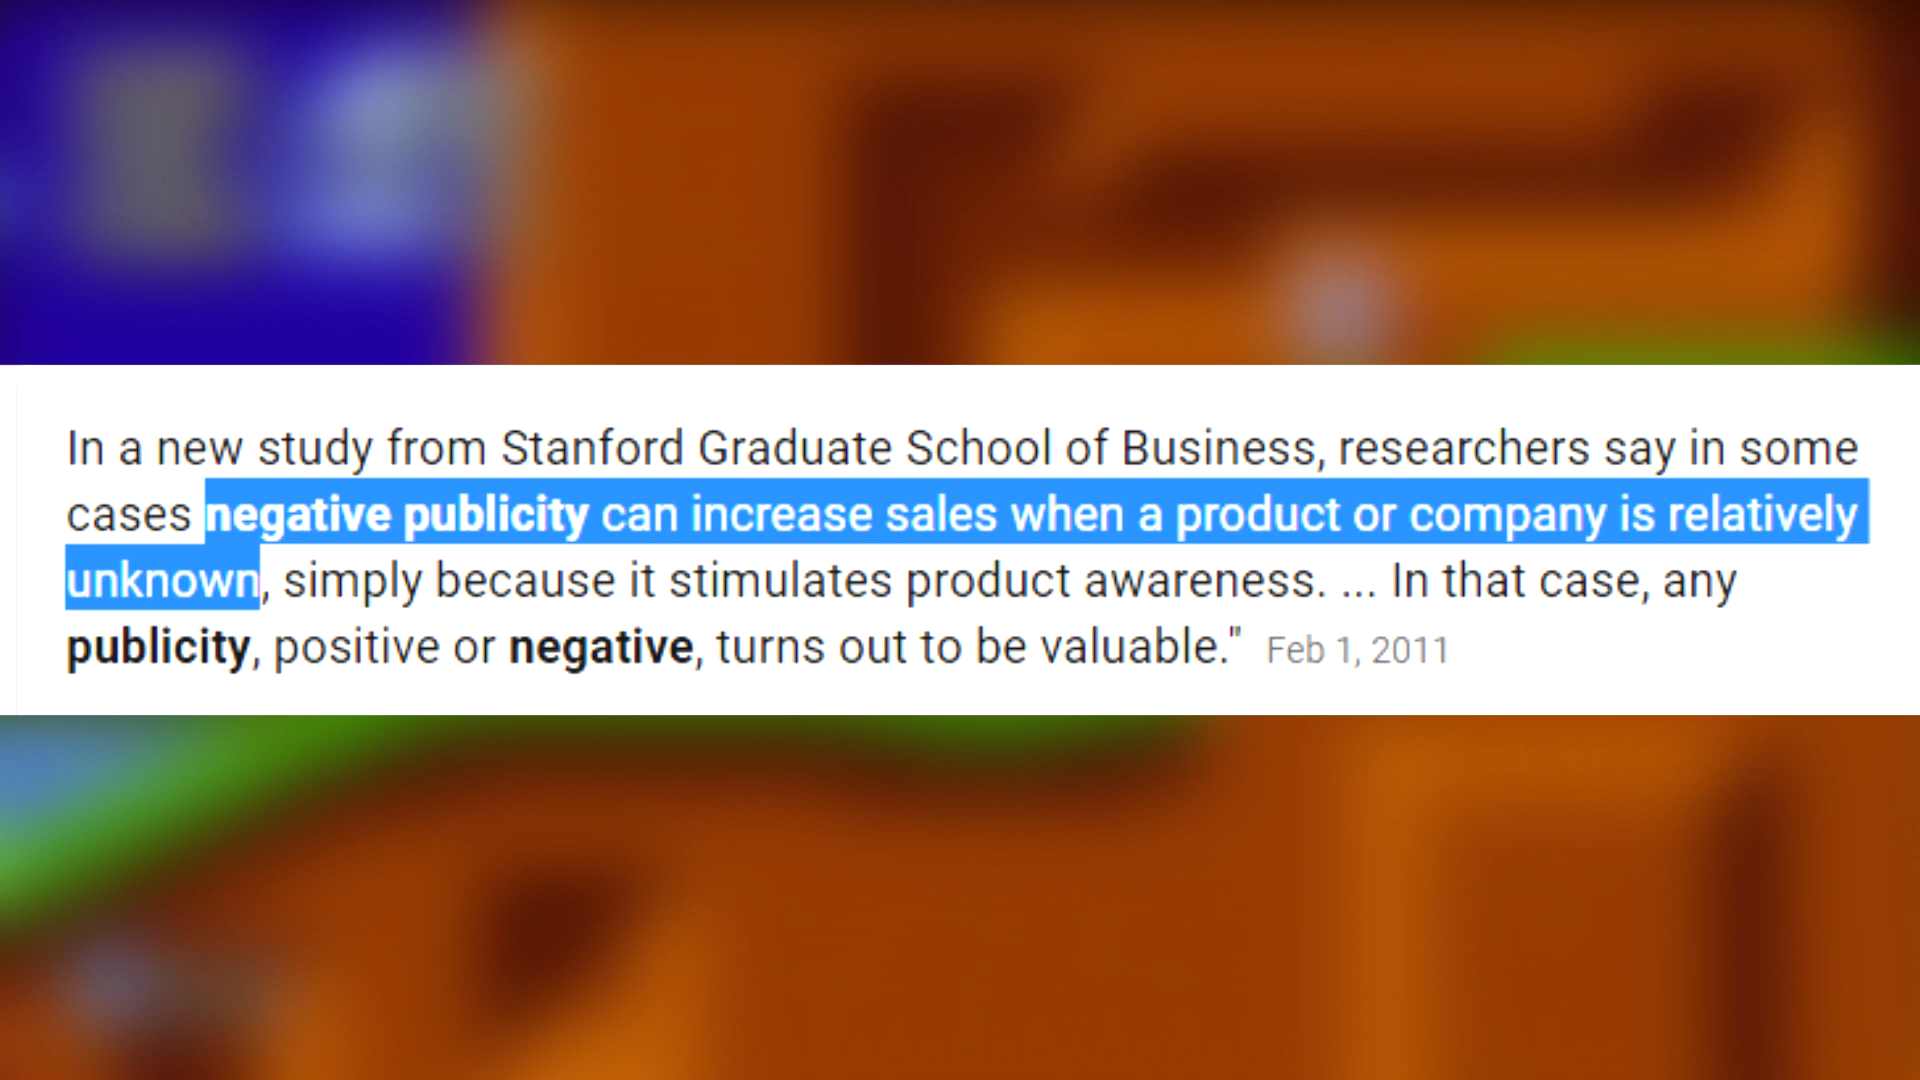 In a new study from Stanford Graduate School of Business, researchers say in some
cases negative publicity can increase sales when a product or company is relatively
unknown, simply because it stimulates product awareness. ... In that case, any
publicity, positive or negative, turns out to be valuable." Feb 1, 2011